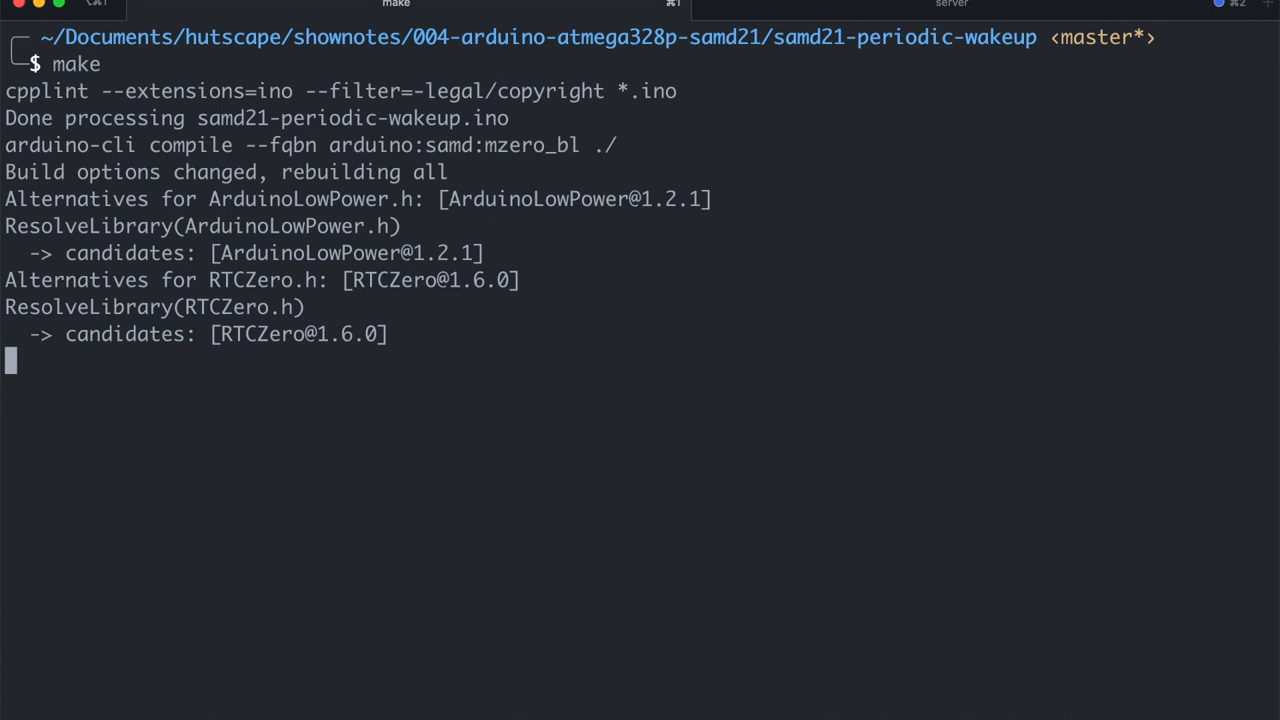 ⌥⌘1 make ⌘1 server ⌘2 +
~/Documents/hutscape/shownotes/004-arduino-atmega328p-samd21/samd21-periodic-wakeup ‹master*›
$ make
cpplint --extensions=ino --filter=-legal/copyright *.ino
Done processing samd21-periodic-wakeup.ino
arduino-cli compile --fqbn arduino:samd:mzero_bl ./
Build options changed, rebuilding all
Alternatives for ArduinoLowPower.h: [ArduinoLowPower@1.2.1]
ResolveLibrary(ArduinoLowPower.h)
-> candidates: [ArduinoLowPower@1.2.1]
Alternatives for RTCZero.h: [RTCZero@1.6.0]
ResolveLibrary(RTCZero.h)
-> candidates: [RTCZero@1.6.0]